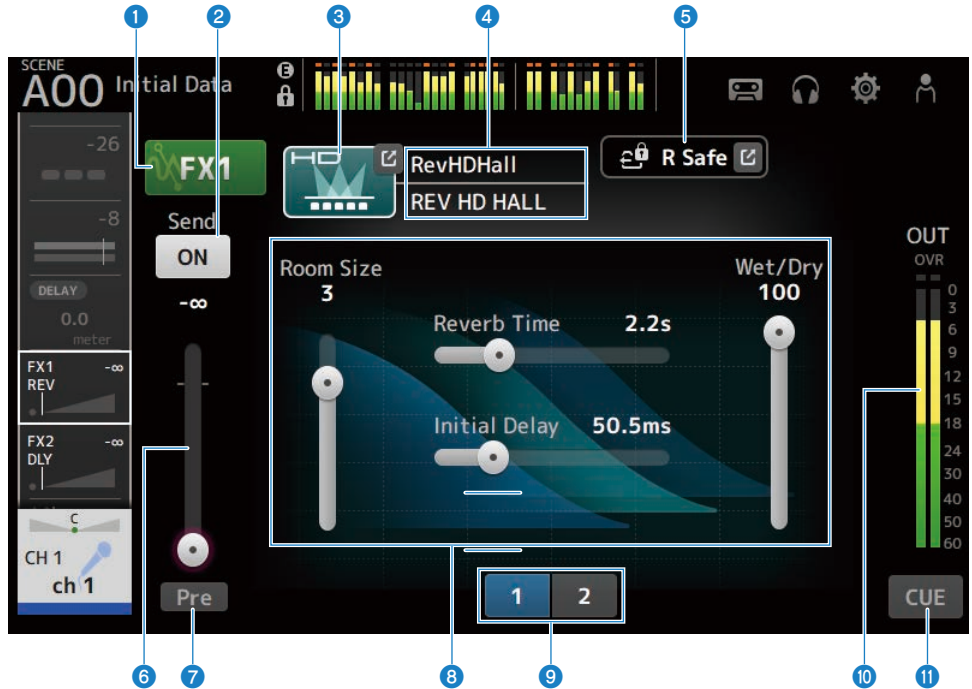 1 2 3 4 5
SCENE
A00 Initial Data
E
-26
-8
DELAY
0.0
meter
FX1 -∞
REV
FX2 -∞
DLY
C
CH 1
ch 1
FX1
Send
ON
-∞
Pre
HD
RevHDHall
REV HD HALL
R Safe
Room Size
3
Reverb Time 2.2s
Initial Delay 50.5ms
Wet/Dry
100
1 2
OUT
OVR
0
3
6
9
12
15
18
24
30
40
50
60
CUE
6 7 8 9 10 11